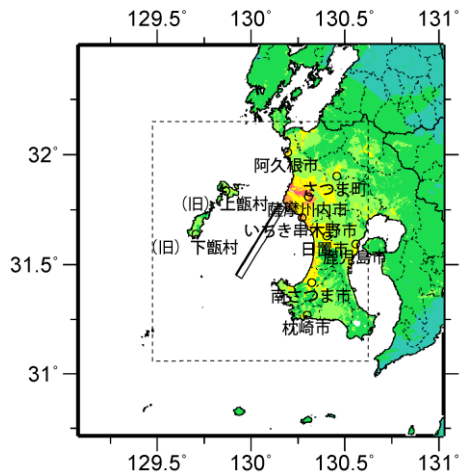 129.5° 130° 130.5° 131°
32°
阿久根市
さつま町
(旧)上甑村
薩摩川内市
いちき串木野市
(旧)下甑村
日置市
鹿児島市
31.5°
南さつま市
枕崎市
31°
129.5° 130° 130.5° 131°